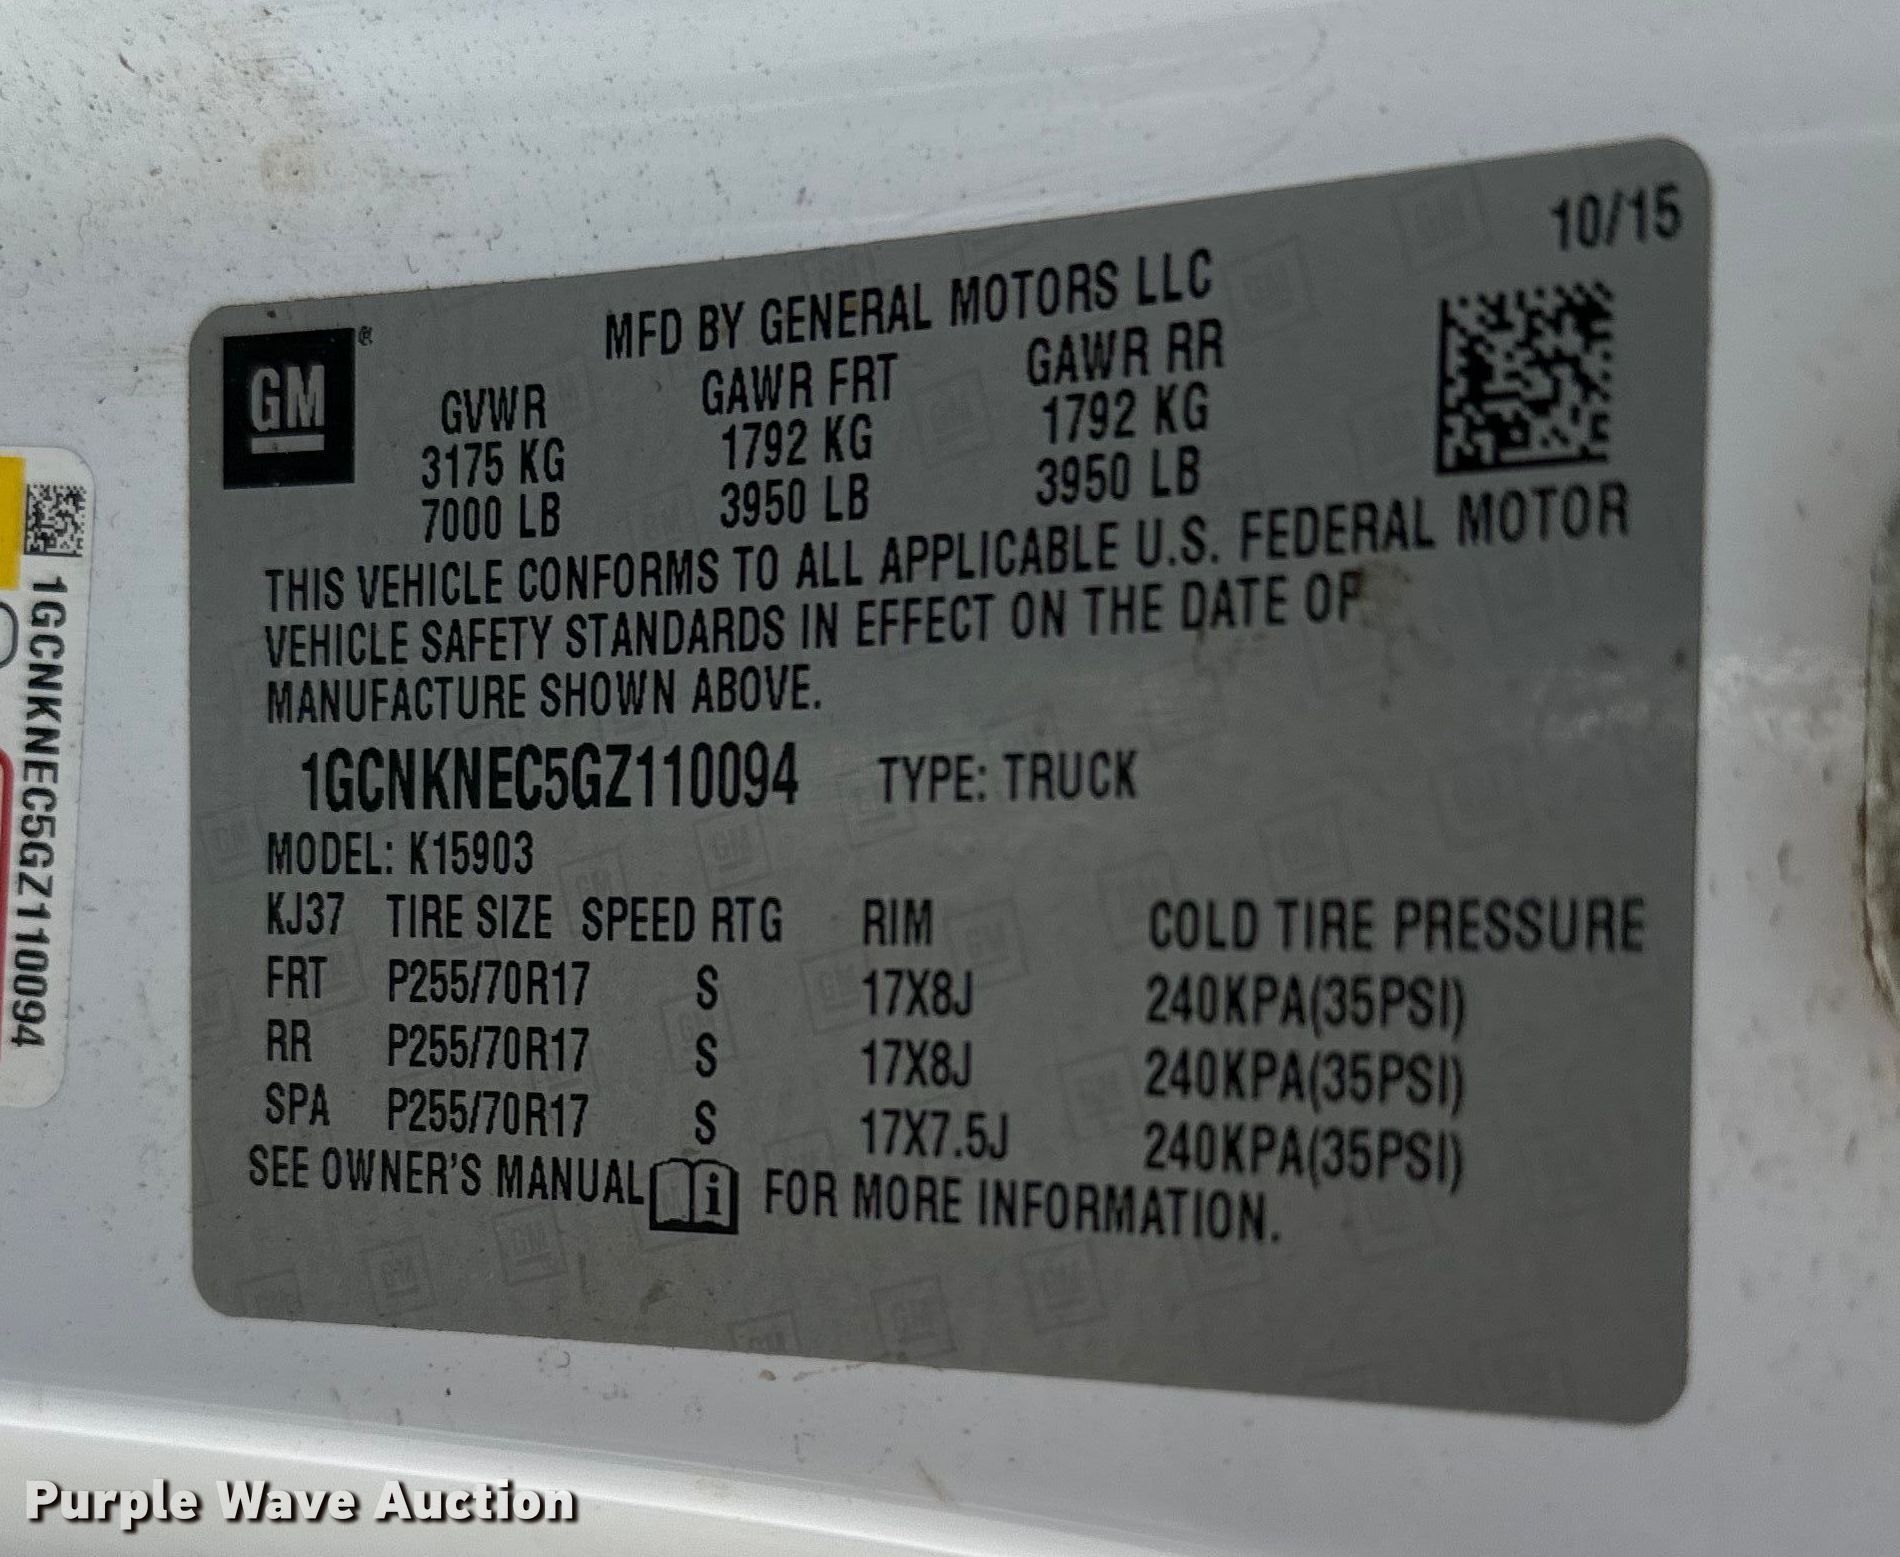 10/15
MFD BY GENERAL MOTORS LLC
GM®
GVWR GAWR FRT GAWR RR
3175 KG 1792 KG 1792 KG
7000 LB 3950 LB 3950 LB
THIS VEHICLE CONFORMS TO ALL APPLICABLE U.S. FEDERAL MOTOR
VEHICLE SAFETY STANDARDS IN EFFECT ON THE DATE OF
MANUFACTURE SHOWN ABOVE.
1GCNKNEC5GZ110094 TYPE: TRUCK
MODEL: K15903
KJ37 TIRE SIZE SPEED RTG RIM COLD TIRE PRESSURE
FRT P255/70R17 S 17X8J 240KPA(35PSI)
RR P255/70R17 S 17X8J 240KPA(35PSI)
SPA P255/70R17 S 17X7.5J 240KPA(35PSI)
SEE OWNER'S MANUAL i FOR MORE INFORMATION.
1GCNKNEC5GZ110094
Purple Wave Auction